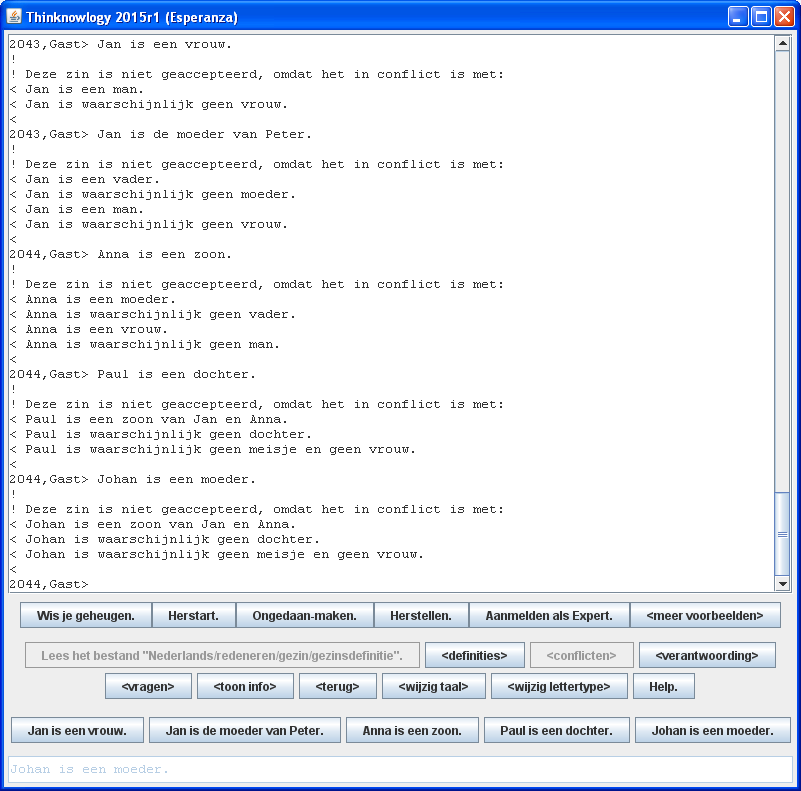 Thinknowlogy 2015r1 (Esperanza)
2043,Gast> Jan is een vrouw.
!
! Deze zin is niet geaccepteerd, omdat het in conflict is met:
< Jan is een man.
< Jan is waarschijnlijk geen vrouw.
<
2043,Gast> Jan is de moeder van Peter.
!
! Deze zin is niet geaccepteerd, omdat het in conflict is met:
< Jan is een vader.
< Jan is waarschijnlijk geen moeder.
< Jan is een man.
< Jan is waarschijnlijk geen vrouw.
<
2044,Gast> Anna is een zoon.
!
! Deze zin is niet geaccepteerd, omdat het in conflict is met:
< Anna is een moeder.
< Anna is waarschijnlijk geen vader.
< Anna is een vrouw.
< Anna is waarschijnlijk geen man.
<
2044,Gast> Paul is een dochter.
!
! Deze zin is niet geaccepteerd, omdat het in conflict is met:
< Paul is een zoon van Jan en Anna.
< Paul is waarschijnlijk geen dochter.
< Paul is waarschijnlijk geen meisje en geen vrouw.
<
2044,Gast> Johan is een moeder.
!
! Deze zin is niet geaccepteerd, omdat het in conflict is met:
< Johan is een zoon van Jan en Anna.
< Johan is waarschijnlijk geen dochter.
< Johan is waarschijnlijk geen meisje en geen vrouw.
<
2044,Gast>
Wis je geheugen. Herstart. Ongedaan-maken. Herstellen. Aanmelden als Expert. <meer voorbeelden>
Lees het bestand "Nederlands/redeneren/gezin/gezinsdefinitie". <definities> <conflicten> <verantwoording>
<vragen> <toon info> <terug> <wijzig taal> <wijzig lettertype> Help.
Jan is een vrouw. Jan is de moeder van Peter. Anna is een zoon. Paul is een dochter. Johan is een moeder.
Johan is een moeder.